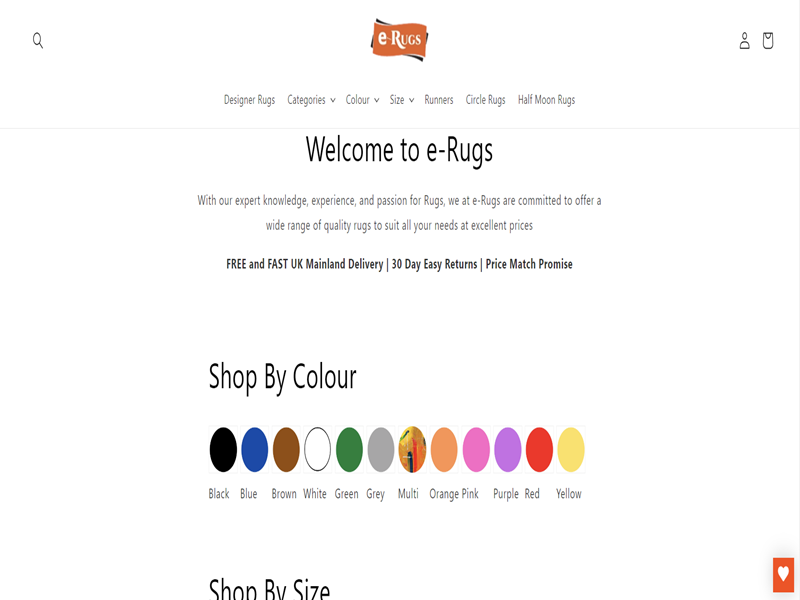 e-Rugs
Designer Rugs Categories Colour Size Runners Circle Rugs Half Moon Rugs
Welcome to e-Rugs
With our expert knowledge, experience, and passion for Rugs, we at e-Rugs are committed to offer a
wide range of quality rugs to suit all your needs at excellent prices
FREE and FAST UK Mainland Delivery | 30 Day Easy Returns | Price Match Promise
Shop By Colour
Black Blue Brown White Green Grey Multi Orange Pink Purple Red Yellow
Shop By Size